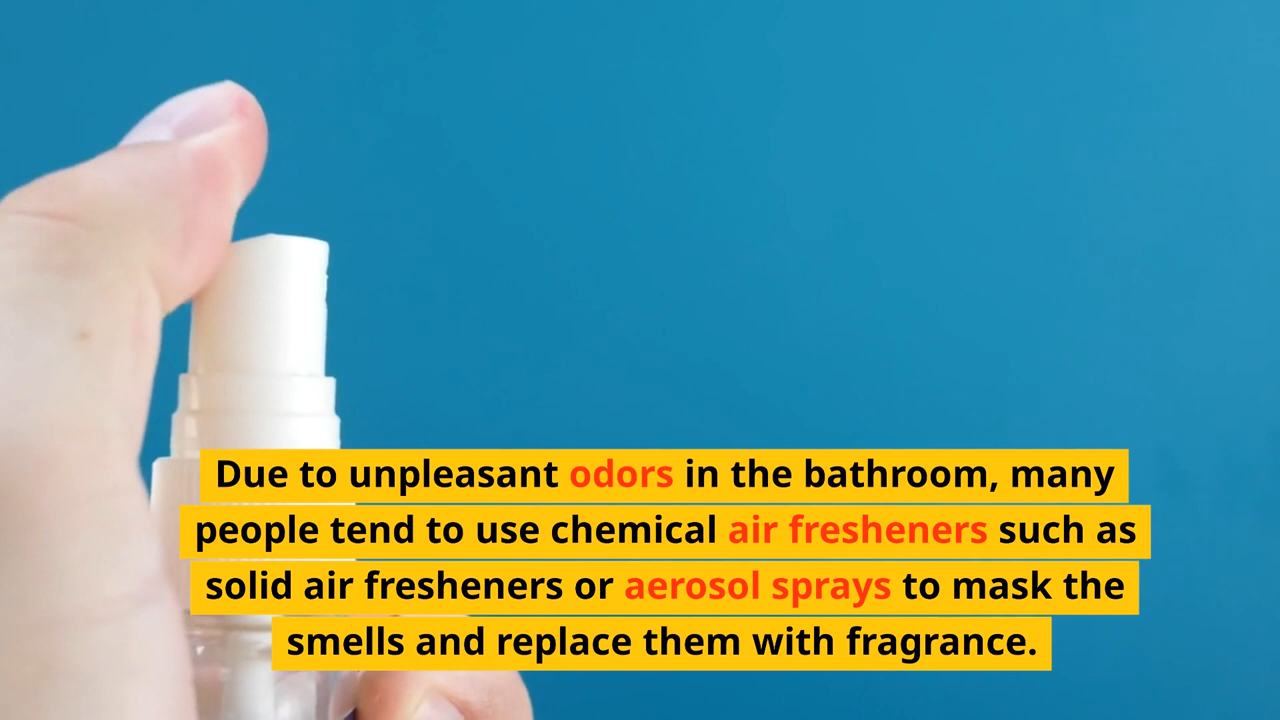 Due to unpleasant odors in the bathroom, many
people tend to use chemical air fresheners such as
solid air fresheners or aerosol sprays to mask the
smells and replace them with fragrance.